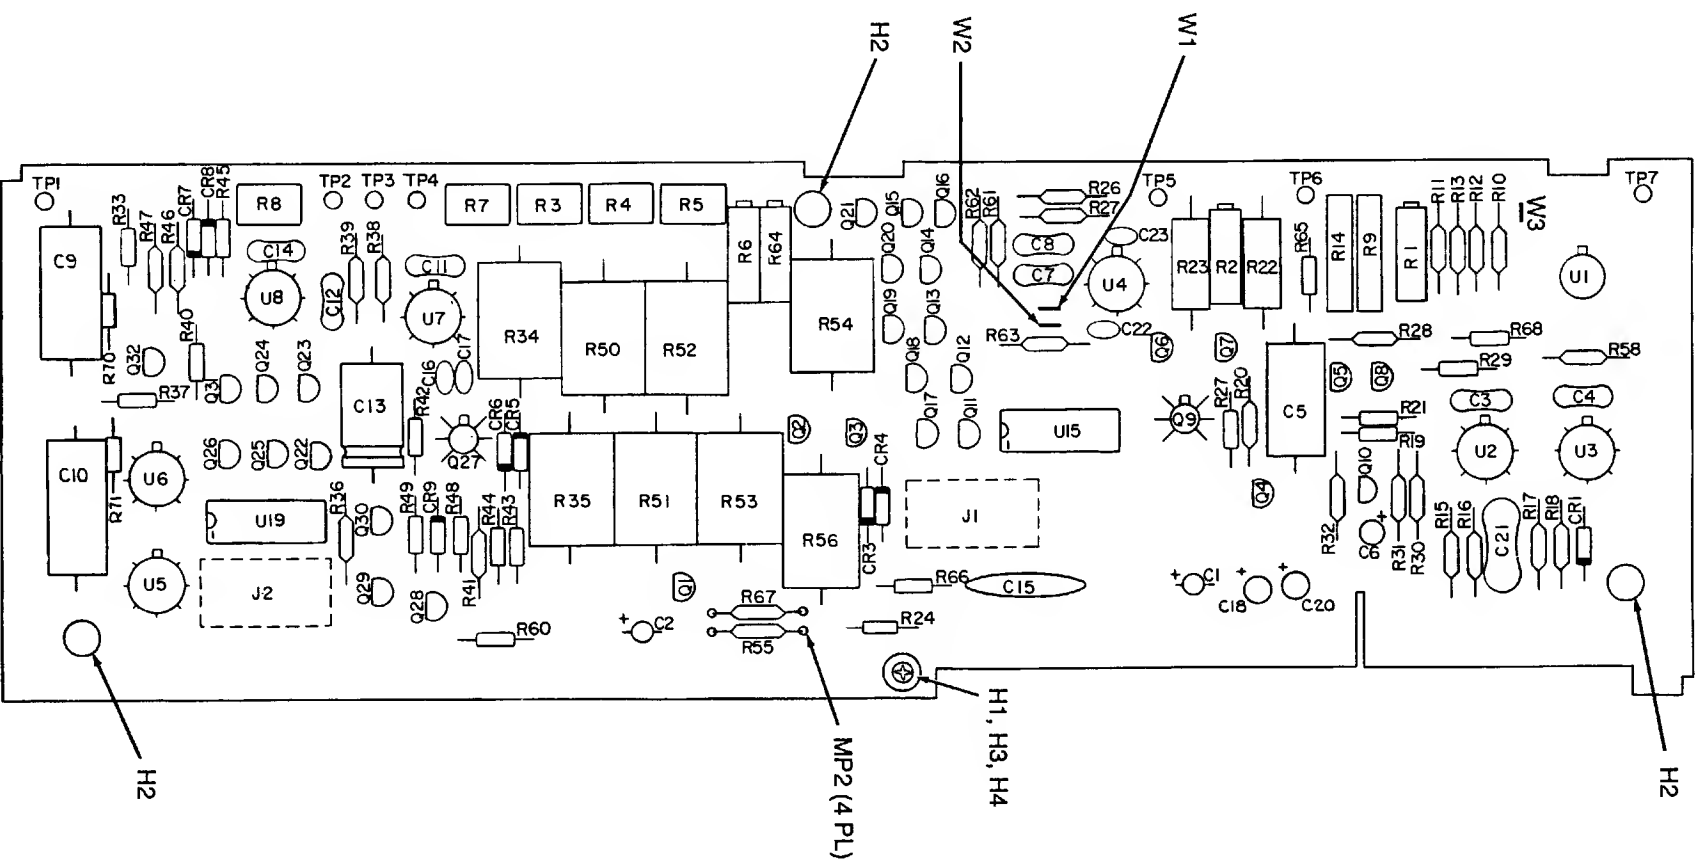 W2
W1
H2
TP1
R33
R47
R46
CR7
CR8
R45
R8
TP2
TP3
TP4
R7
R3
R4
R5
Q21
Q15
Q16
R62
R61
R26
R27
TP5
TP6
R11
R13
R12
R10
W3
TP7
C9
C14
R39
R38
C11
R6
R64
Q20
Q14
C8
C7
C23
R23
R2
R22
R65
R14
R9
R1
U1
U8
C12
U7
R34
R50
R52
R54
Q19
Q13
U4
C22
R63
R70
Q32
R40
Q24
Q23
C16
C17
Q18
Q12
Q6
Q7
R28
R68
R29
R58
R37
Q31
C13
R42
CR6
CR5
Q27
Q2
Q3
CR4
Q17
Q11
U15
Q9
R27
R20
C5
Q5
Q8
R21
R19
C3
C4
U2
U3
C10
R71
U6
Q26
Q25
Q22
U19
R36
Q30
R49
CR9
R48
R44
R43
R35
R51
R53
R56
CR3
J1
Q4
R32
Q10
+
C6
R31
R30
R15
R16
C21
R17
R18
CR1
U5
J2
Q29
Q28
R41
R60
+
C2
Q1
R67
R55
R66
C15
R24
+
C1
+
C18
+
C20
H2
MP2 (4 PL)
H1, H3, H4
H2